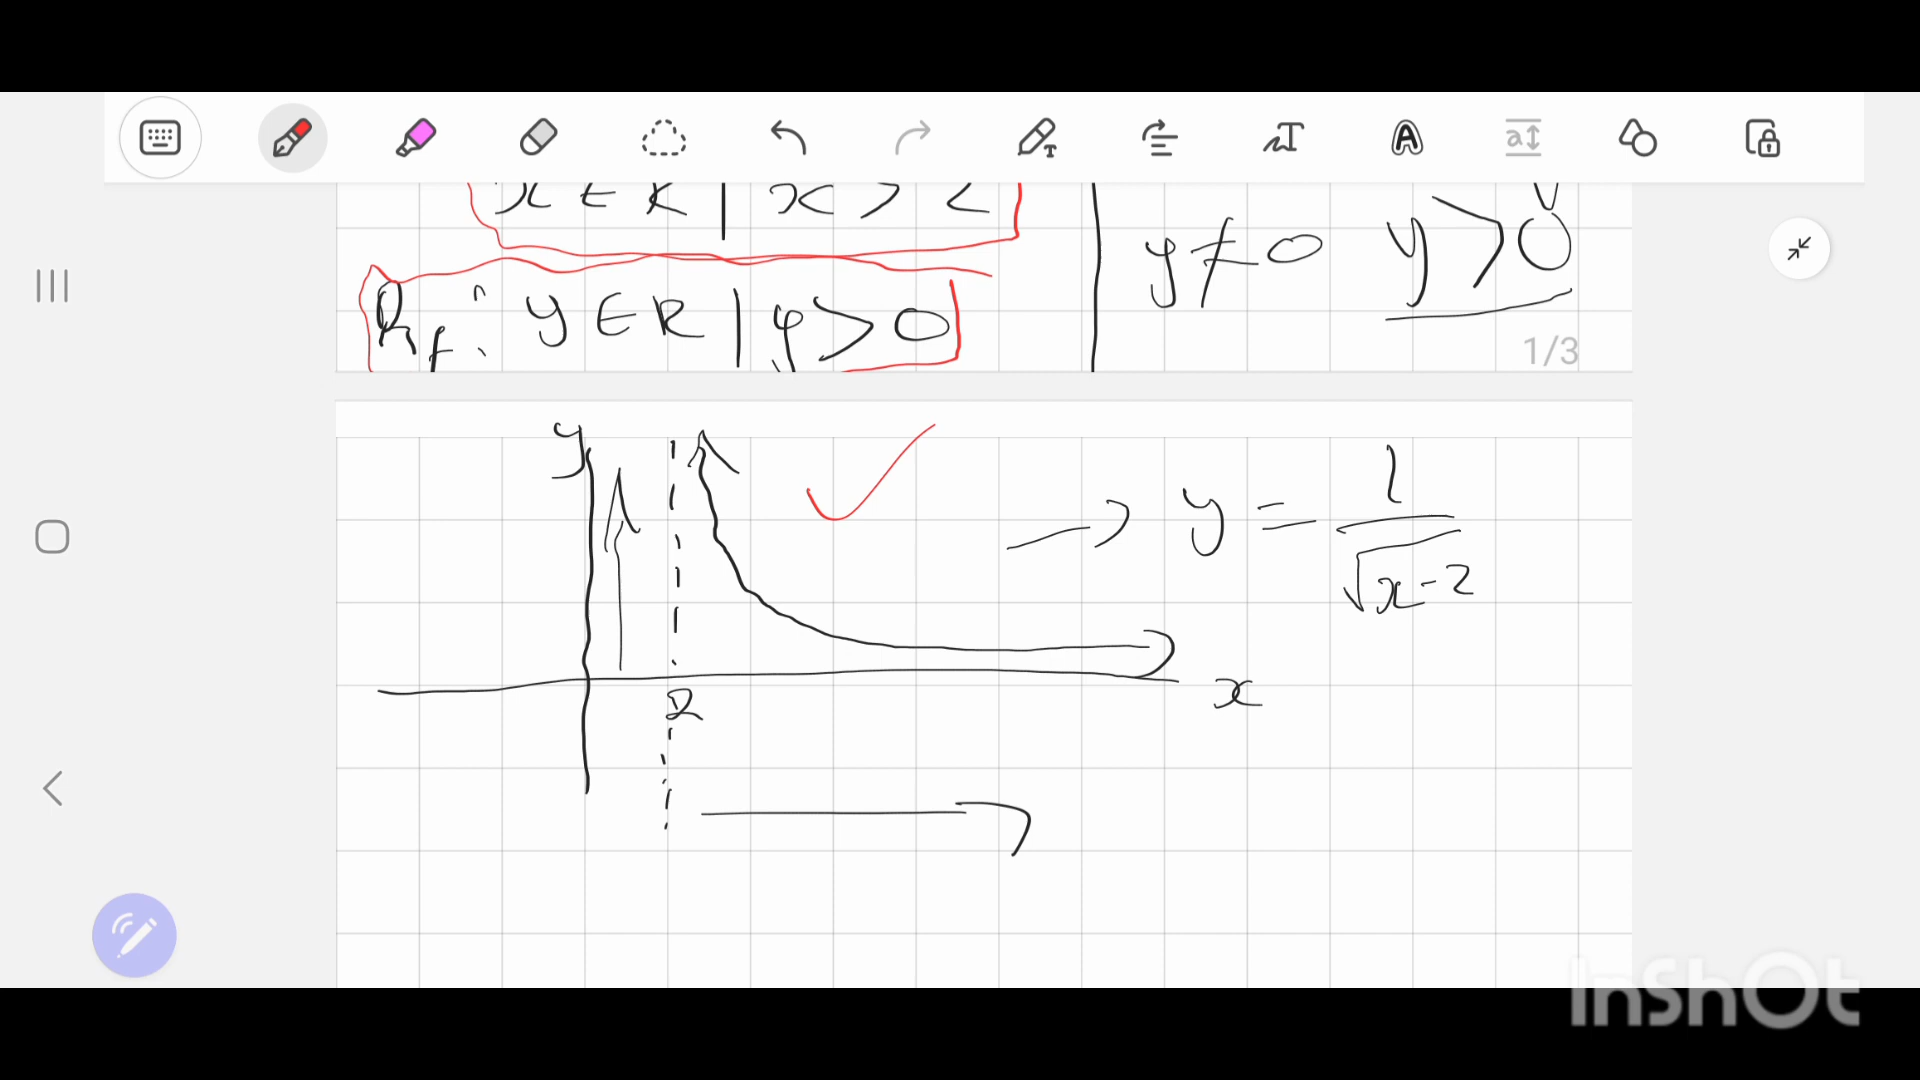 x ∈ R | x > 2
R_f : y ∈ R | y > 0
y ≠ 0 y > 0
1/3
y
→ y = 1/√(x-2)
x
2
InShOt